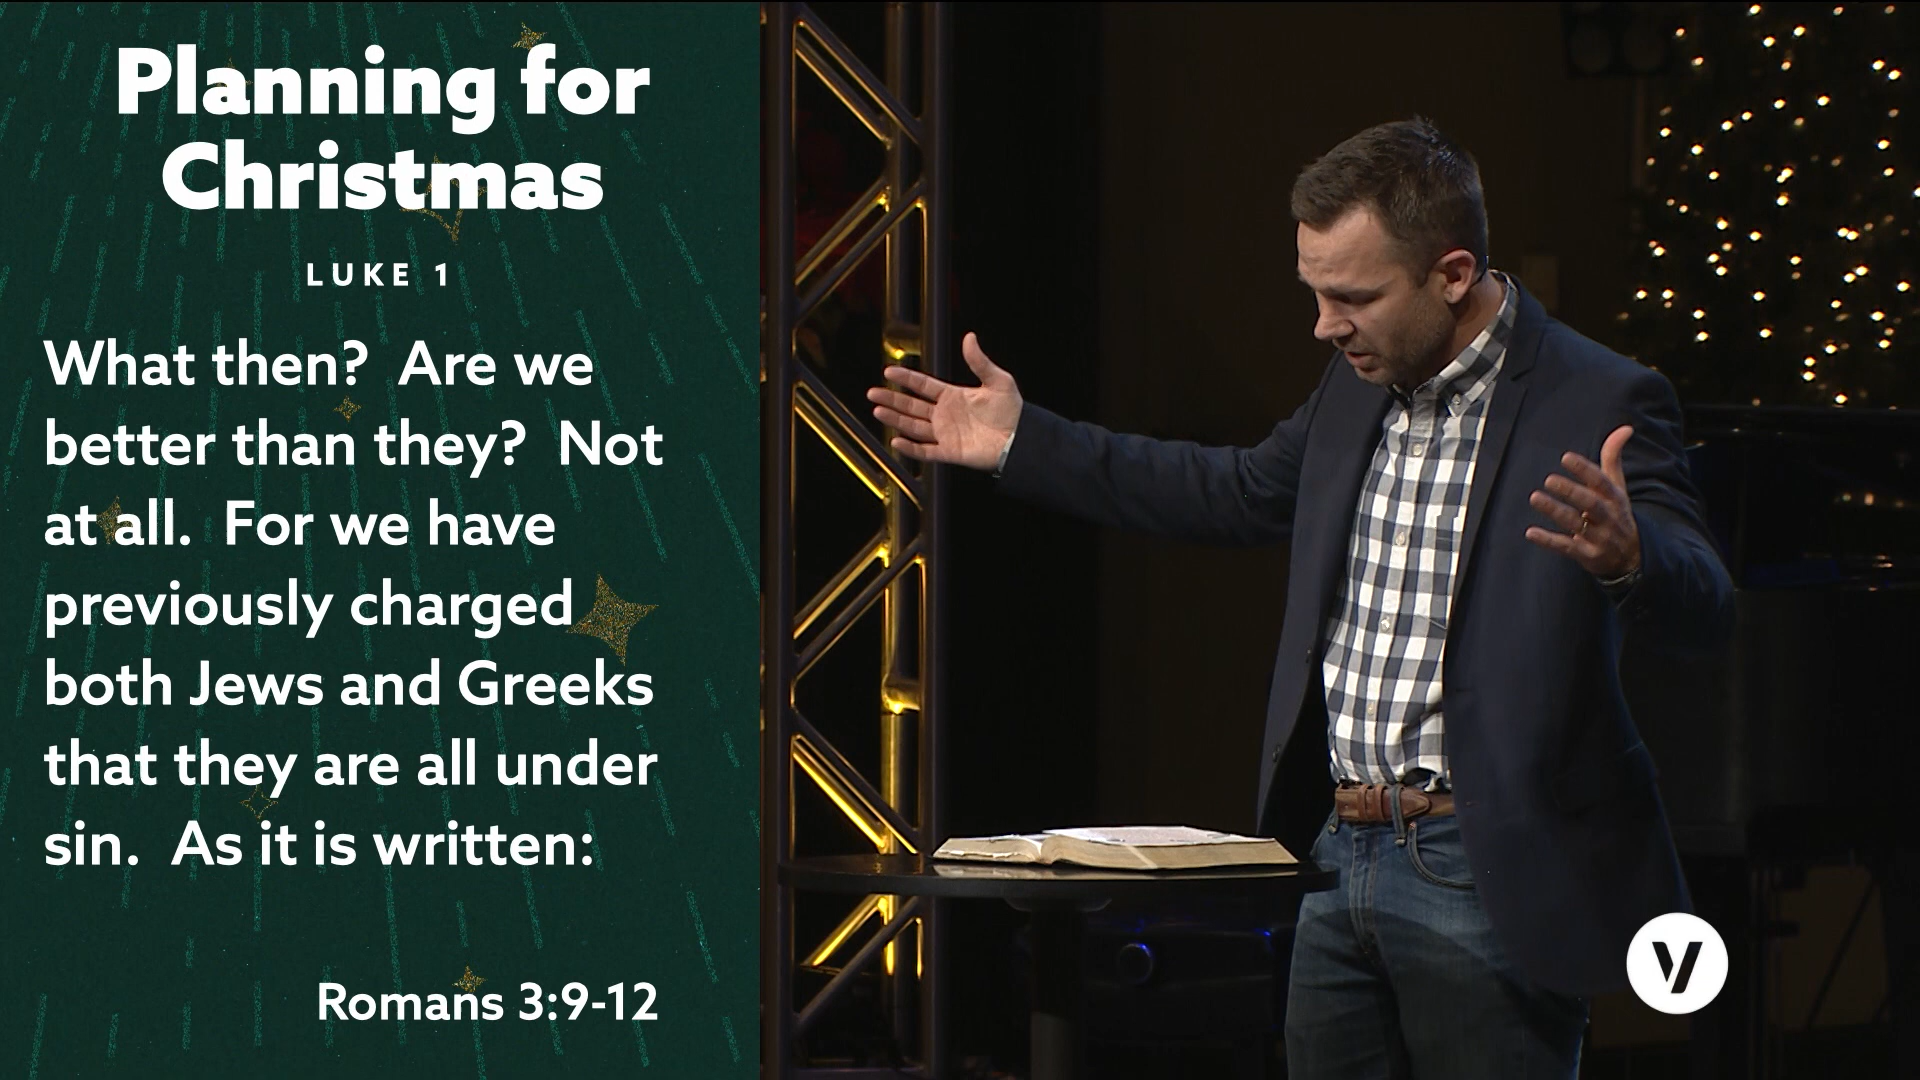 Planning for
Christmas
LUKE 1
What then?  Are we
better than they?  Not
at all.  For we have
previously charged
both Jews and Greeks
that they are all under
sin.  As it is written:
Romans 3:9-12